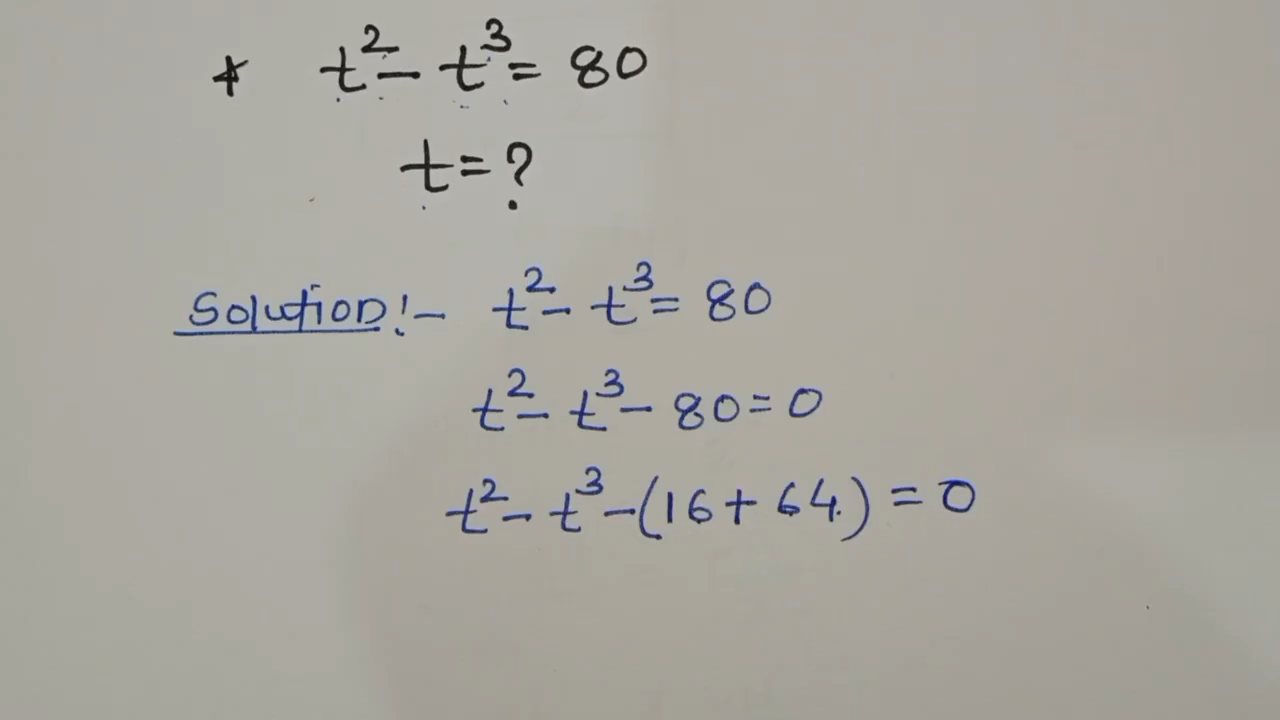 * t² - t³ = 80
t = ?
Solution:- t² - t³ = 80
t² - t³ - 80 = 0
t² - t³ - (16 + 64) = 0